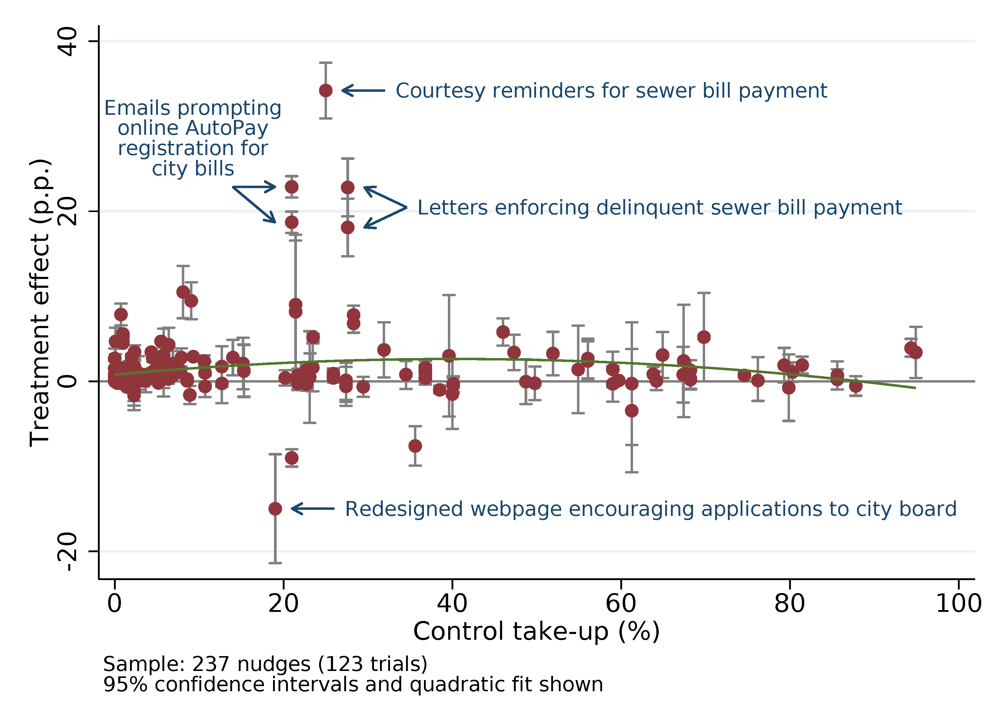 40
20
0
-20
Treatment effect (p.p.)
Courtesy reminders for sewer bill payment
Emails prompting
online AutoPay
registration for
city bills
Letters enforcing delinquent sewer bill payment
Redesigned webpage encouraging applications to city board
0 20 40 60 80 100
Control take-up (%)
Sample: 237 nudges (123 trials)
95% confidence intervals and quadratic fit shown